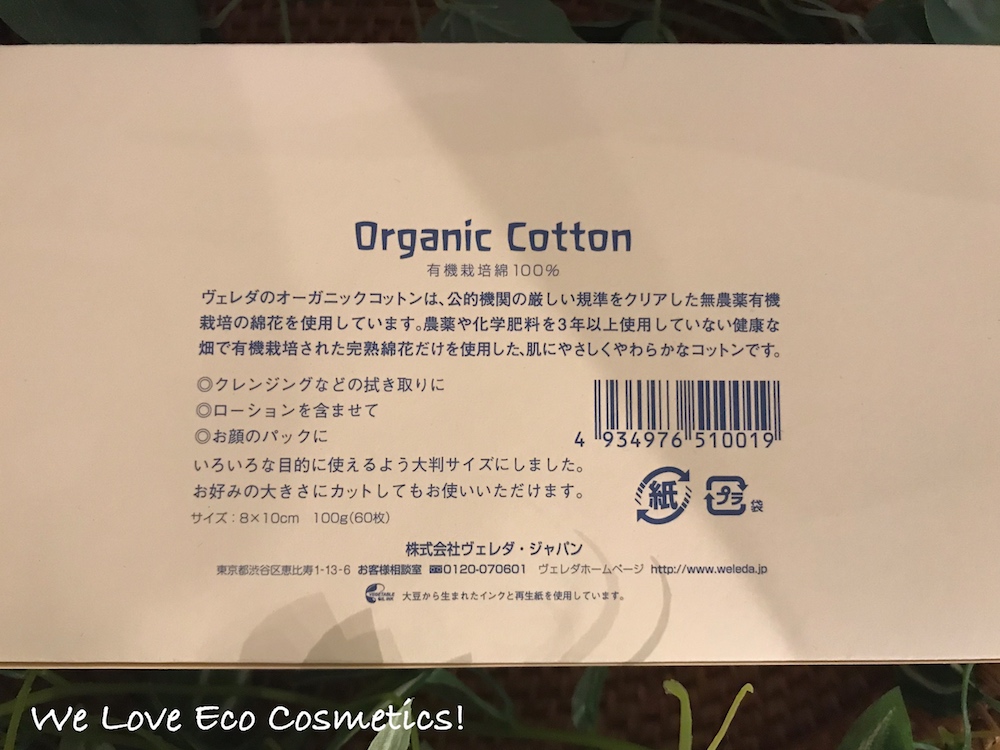 Organic Cotton
有機栽培綿100%
ヴェレダのオーガニックコットンは、公的機関の厳しい規準をクリアした無農薬有機
栽培の綿花を使用しています。農薬や化学肥料を3年以上使用していない健康な
畑で有機栽培された完熟綿花だけを使用した、肌にやさしくやわらかなコットンです。
◎クレンジングなどの拭き取りに
◎ローションを含ませて
◎お顔のパックに
4 934976 510019
いろいろな目的に使えるよう大判サイズにしました。
お好みの大きさにカットしてもお使いいただけます。
紙 プラ 袋
サイズ:8×10cm 100g(60枚)
株式会社ヴェレダ・ジャパン
東京都渋谷区恵比寿1-13-6 お客様相談室 0120-070601 ヴェレダホームページ http://www.weleda.jp
大豆から生まれたインクと再生紙を使用しています。
We Love Eco Cosmetics!